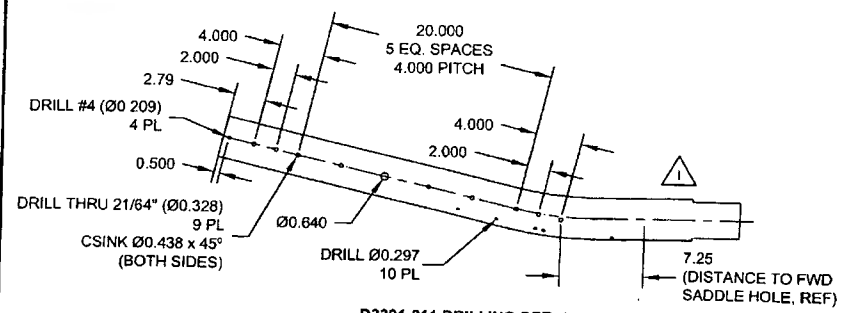 20.000
5 EQ. SPACES
4.000 PITCH
4.000
2.000
2.79
DRILL #4 (Ø0 209)
4 PL
0.500
DRILL THRU 21/64" (Ø0.328)
9 PL
CSINK Ø0.438 x 45°
(BOTH SIDES)
Ø0.640
4.000
2.000
DRILL Ø0.297
10 PL
1
7.25
(DISTANCE TO FWD
SADDLE HOLE, REF)